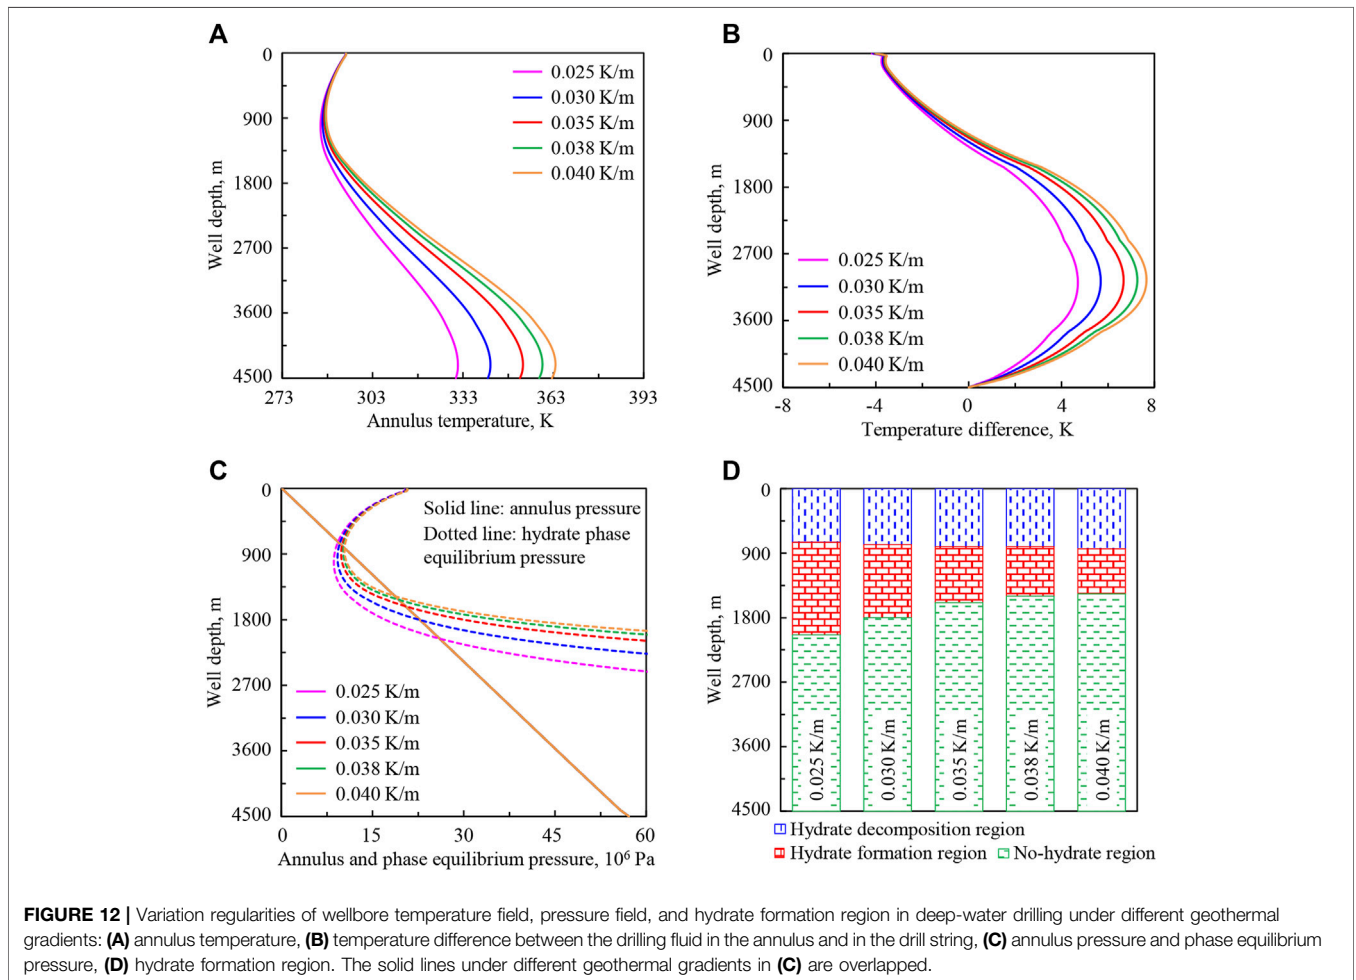 A
0
900
1800
2700
3600
4500
273
303
333
363
393
Well depth, m
Annulus temperature, K
0.025 K/m
0.030 K/m
0.035 K/m
0.038 K/m
0.040 K/m
B
0
900
1800
2700
3600
4500
-8
-4
0
4
8
Well depth, m
Temperature difference, K
0.025 K/m
0.030 K/m
0.035 K/m
0.038 K/m
0.040 K/m
C
0
900
1800
2700
3600
4500
0
15
30
45
60
Well depth, m
Annulus and phase equilibrium pressure, 10⁶ Pa
Solid line: annulus pressure
Dotted line: hydrate phase
equilibrium pressure
0.025 K/m
0.030 K/m
0.035 K/m
0.038 K/m
0.040 K/m
D
0
900
1800
2700
3600
4500
Well depth, m
0.025 K/m
0.030 K/m
0.035 K/m
0.038 K/m
0.040 K/m
Hydrate decomposition region
Hydrate formation region
No-hydrate region
FIGURE 12 | Variation regularities of wellbore temperature field, pressure field, and hydrate formation region in deep-water drilling under different geothermal
gradients: (A) annulus temperature, (B) temperature difference between the drilling fluid in the annulus and in the drill string, (C) annulus pressure and phase equilibrium
pressure, (D) hydrate formation region. The solid lines under different geothermal gradients in (C) are overlapped.